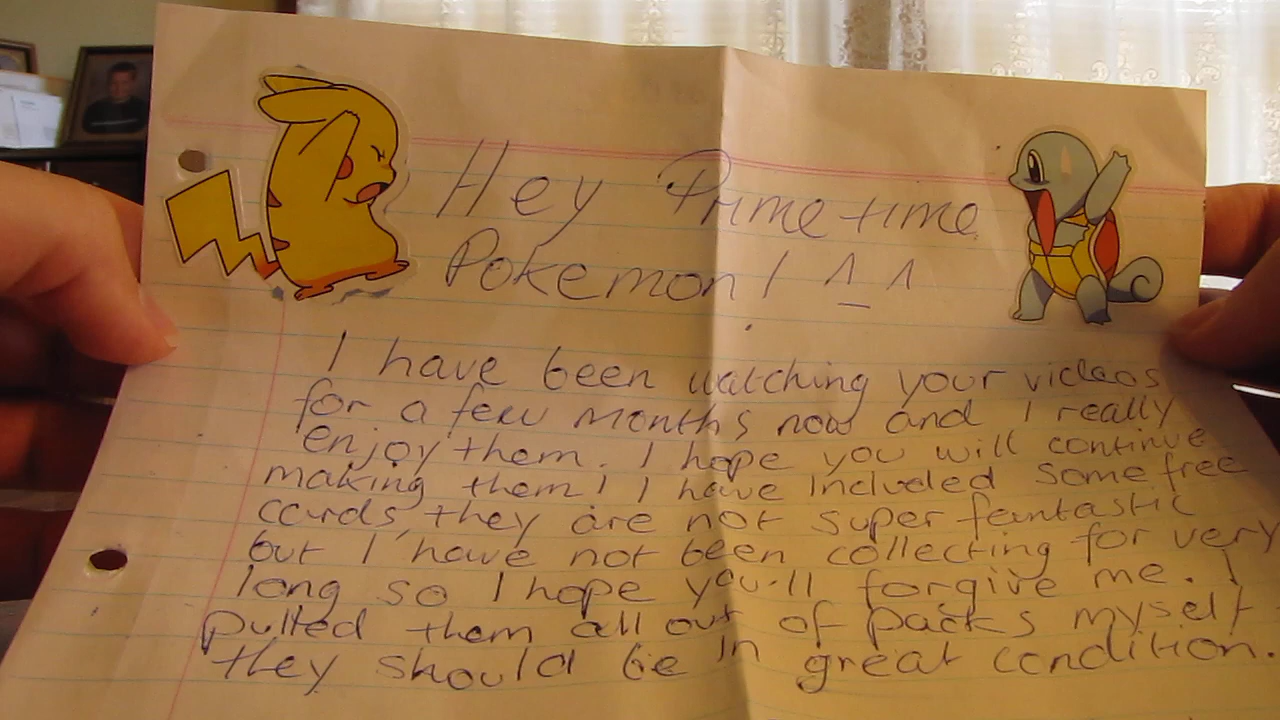 Hey Primetime
Pokemon! ^_^
I have been watching your videos
for a few months now and I really
enjoy them. I hope you will continue
making them! I have included some free
cards, they are not super fantastic
but I have not been collecting for very
long so I hope you'll forgive me. I
pulled them all out of packs myself
they should be in great condition.